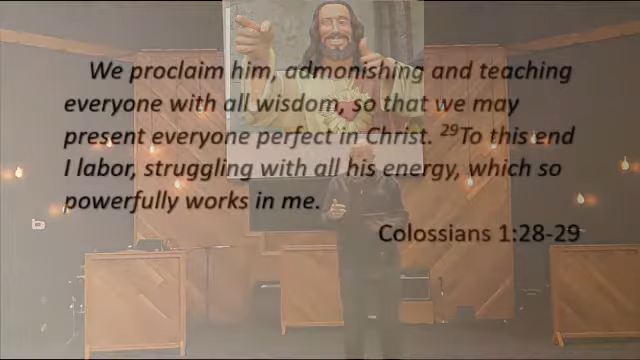 We proclaim him, admonishing and teaching
everyone with all wisdom, so that we may
present everyone perfect in Christ. ²⁹To this end
I labor, struggling with all his energy, which so
powerfully works in me.
Colossians 1:28-29